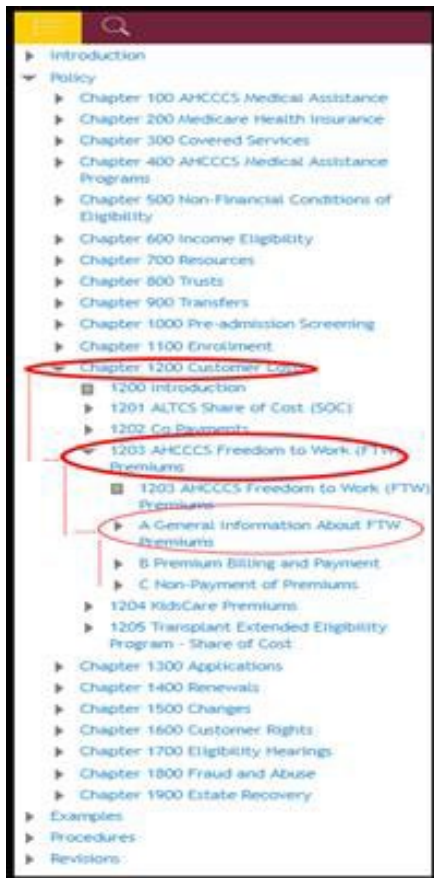 Introduction
Policy
Chapter 100 AHCCCS Medical Assistance
Chapter 200 Medicare Health Insurance
Chapter 300 Covered Services
Chapter 400 AHCCCS Medical Assistance
Programs
Chapter 500 Non-Financial Conditions of
Eligibility
Chapter 600 Income Eligibility
Chapter 700 Resources
Chapter 800 Trusts
Chapter 900 Transfers
Chapter 1000 Pre-admission Screening
Chapter 1100 Enrollment
Chapter 1200 Customer Costs
1200 Introduction
1201 ALTCS Share of Cost (SOC)
1202 Co Payments
1203 AHCCCS Freedom to Work (FTW)
Premiums
1203 AHCCCS Freedom to Work (FTW)
Premiums
A General Information About FTW
Premiums
B Premium Billing and Payment
C Non-Payment of Premiums
1204 KidsCare Premiums
1205 Transplant Extended Eligibility
Program - Share of Cost
Chapter 1300 Applications
Chapter 1400 Renewals
Chapter 1500 Changes
Chapter 1600 Customer Rights
Chapter 1700 Eligibility Hearings
Chapter 1800 Fraud and Abuse
Chapter 1900 Estate Recovery
Examples
Procedures
Revisions